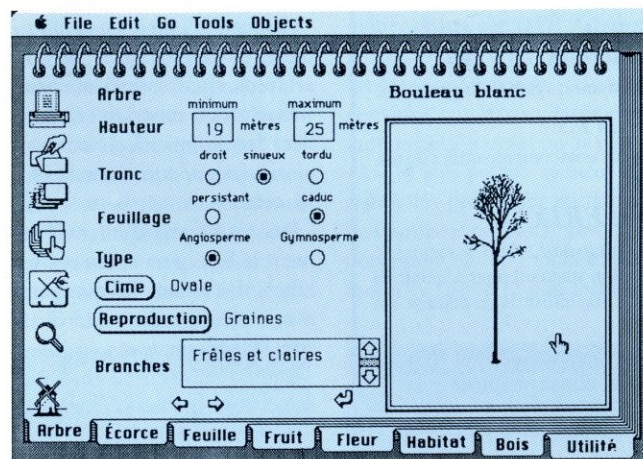 File Edit Go Tools Objects
Arbre
Bouleau blanc
minimum maximum
Hauteur 19 mètres 25 mètres
droit sinueux tordu
Tronc
persistant caduc
Feuillage
Angiosperme Gymnosperme
Type
Cime Ovale
Reproduction Graines
Branches Frêles et claires
Arbre Écorce Feuille Fruit Fleur Habitat Bois Utilité